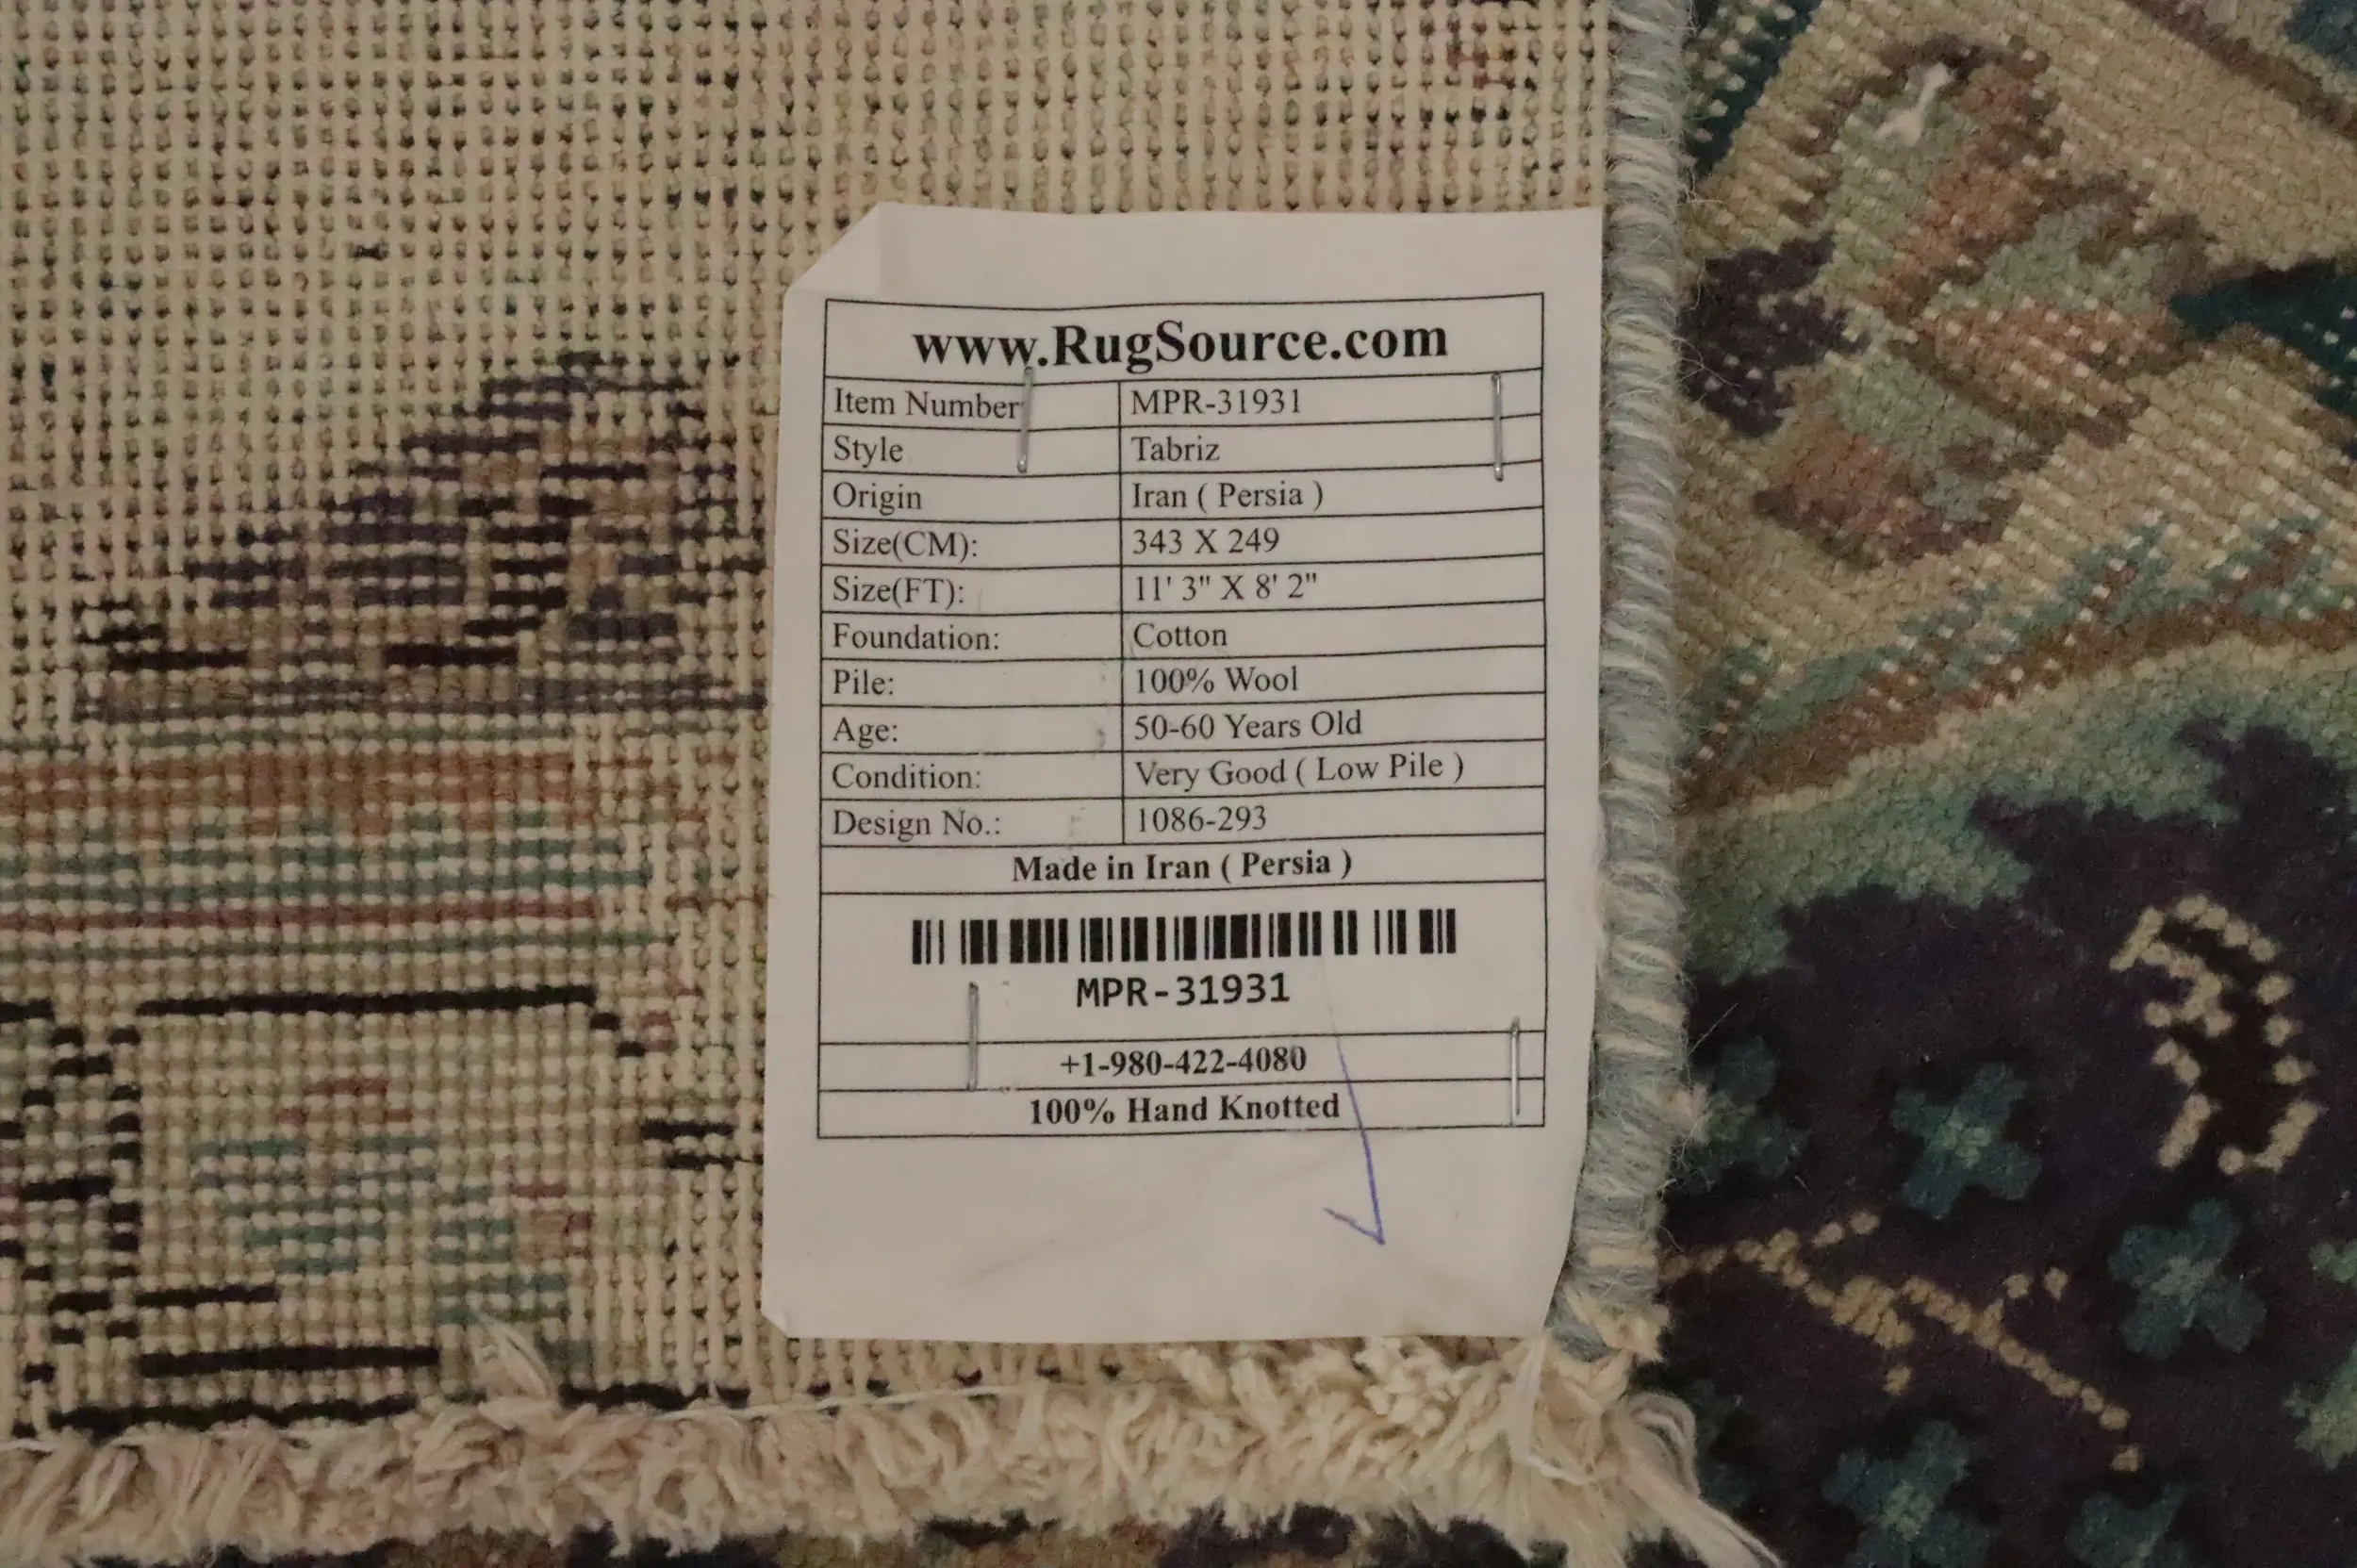 www.RugSource.com
Item Number MPR-31931
Style Tabriz
Origin Iran ( Persia )
Size(CM): 343 X 249
Size(FT): 11' 3" X 8' 2"
Foundation: Cotton
Pile: 100% Wool
Age: 50-60 Years Old
Condition: Very Good ( Low Pile )
Design No.: 1086-293
Made in Iran ( Persia )
MPR-31931
+1-980-422-4080
100% Hand Knotted